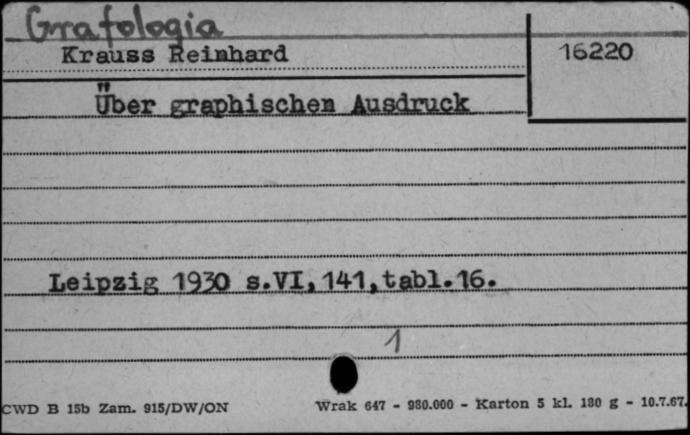 Grafologia
Krauss Reinhard
16220
Über graphischen Ausdruck
Leipzig 1930 s.VI,141,tabl.16.
1
CWD B 15b Zam. 915/DW/ON
Wrak 647 - 980.000 - Karton 5 kl. 180 g - 10.7.67.